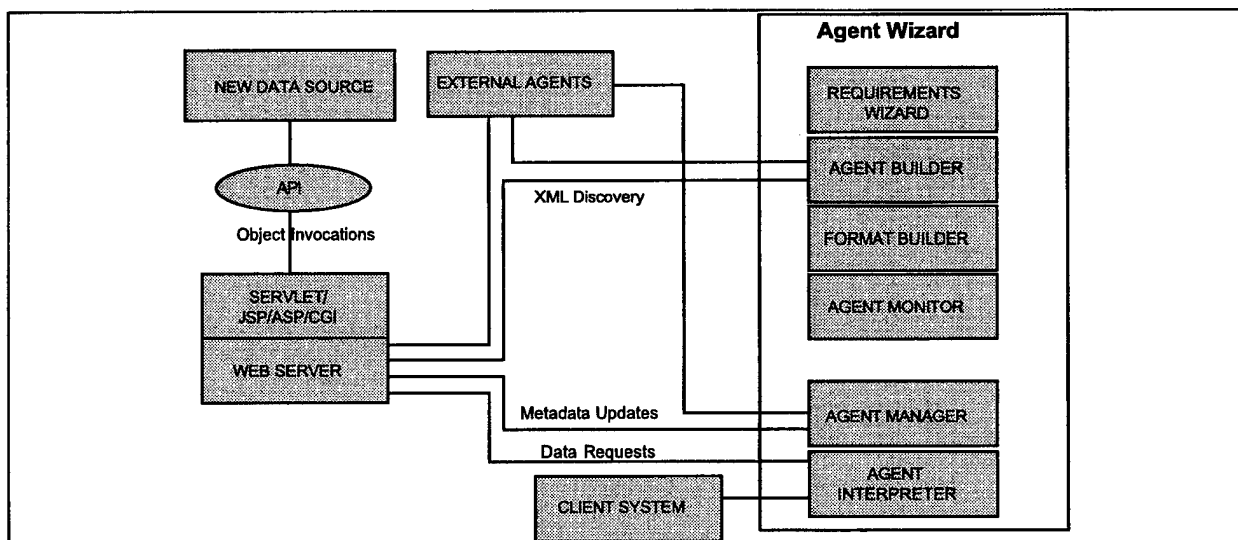 Agent Wizard
NEW DATA SOURCE
EXTERNAL AGENTS
REQUIREMENTS
WIZARD
API
AGENT BUILDER
XML Discovery
Object Invocations
FORMAT BUILDER
SERVLET/
JSP/ASP/CGI
AGENT MONITOR
WEB SERVER
Metadata Updates
AGENT MANAGER
Data Requests
AGENT
INTERPRETER
CLIENT SYSTEM